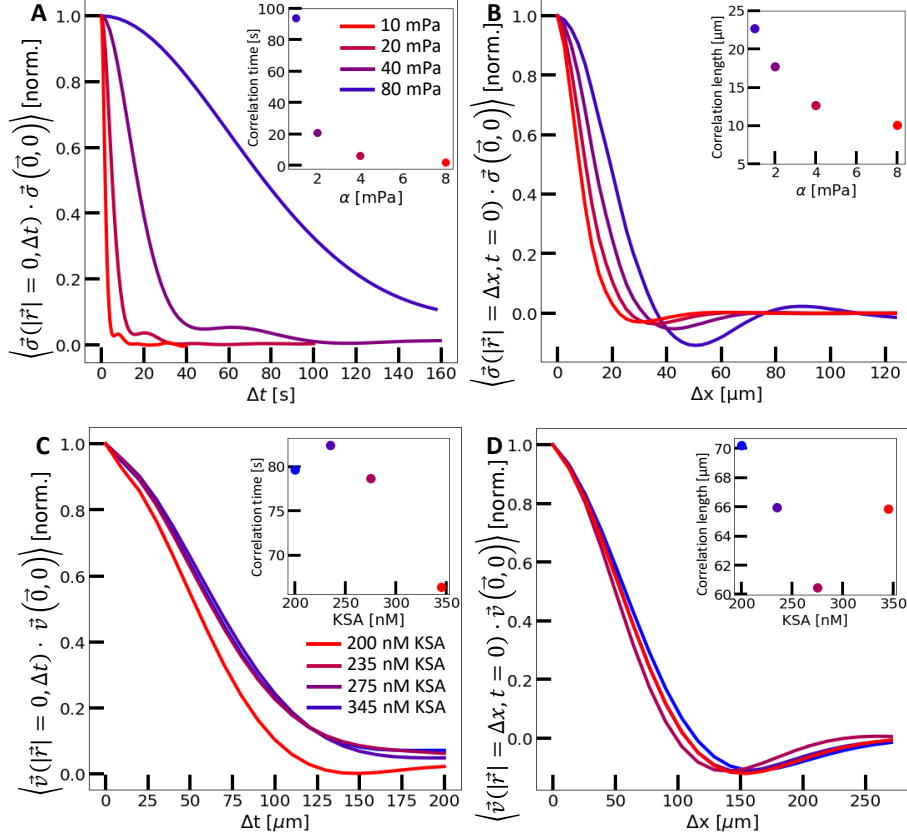 A
⟨σ⃗(|r⃗| = 0, Δt) · σ⃗(0⃗, 0)⟩ [norm.]
1.0
0.8
0.6
0.4
0.2
0.0
0 20 40 60 80 100 120 140 160
Δt [s]
Correlation time [s]
100
80
60
40
20
0
2 4 6 8
α (mPa)
10 mPa
20 mPa
40 mPa
80 mPa
B
⟨σ⃗(|r⃗| = Δx, t = 0) · σ⃗(0⃗, 0)⟩ [norm.]
1.0
0.8
0.6
0.4
0.2
0.0
0 20 40 60 80 100 120
Δx [μm]
Correlation length [μm]
25
20
15
10
5
2 4 6 8
α [mPa]
C
⟨v⃗(|r⃗| = 0, Δt) · v⃗(0⃗, 0)⟩ [norm.]
1.0
0.8
0.6
0.4
0.2
0.0
0 25 50 75 100 125 150 175 200
Δt [μm]
Correlation time [s]
80
75
70
200 250 300 350
KSA [nM]
200 nM KSA
235 nM KSA
275 nM KSA
345 nM KSA
D
⟨v⃗(|r⃗| = Δx, t = 0) · v⃗(0⃗, 0)⟩ [norm.]
1.0
0.8
0.6
0.4
0.2
0.0
0 50 100 150 200 250
Δx [μm]
Correlation length [μm]
70
68
66
64
62
60
200 250 300 350
KSA [nM]